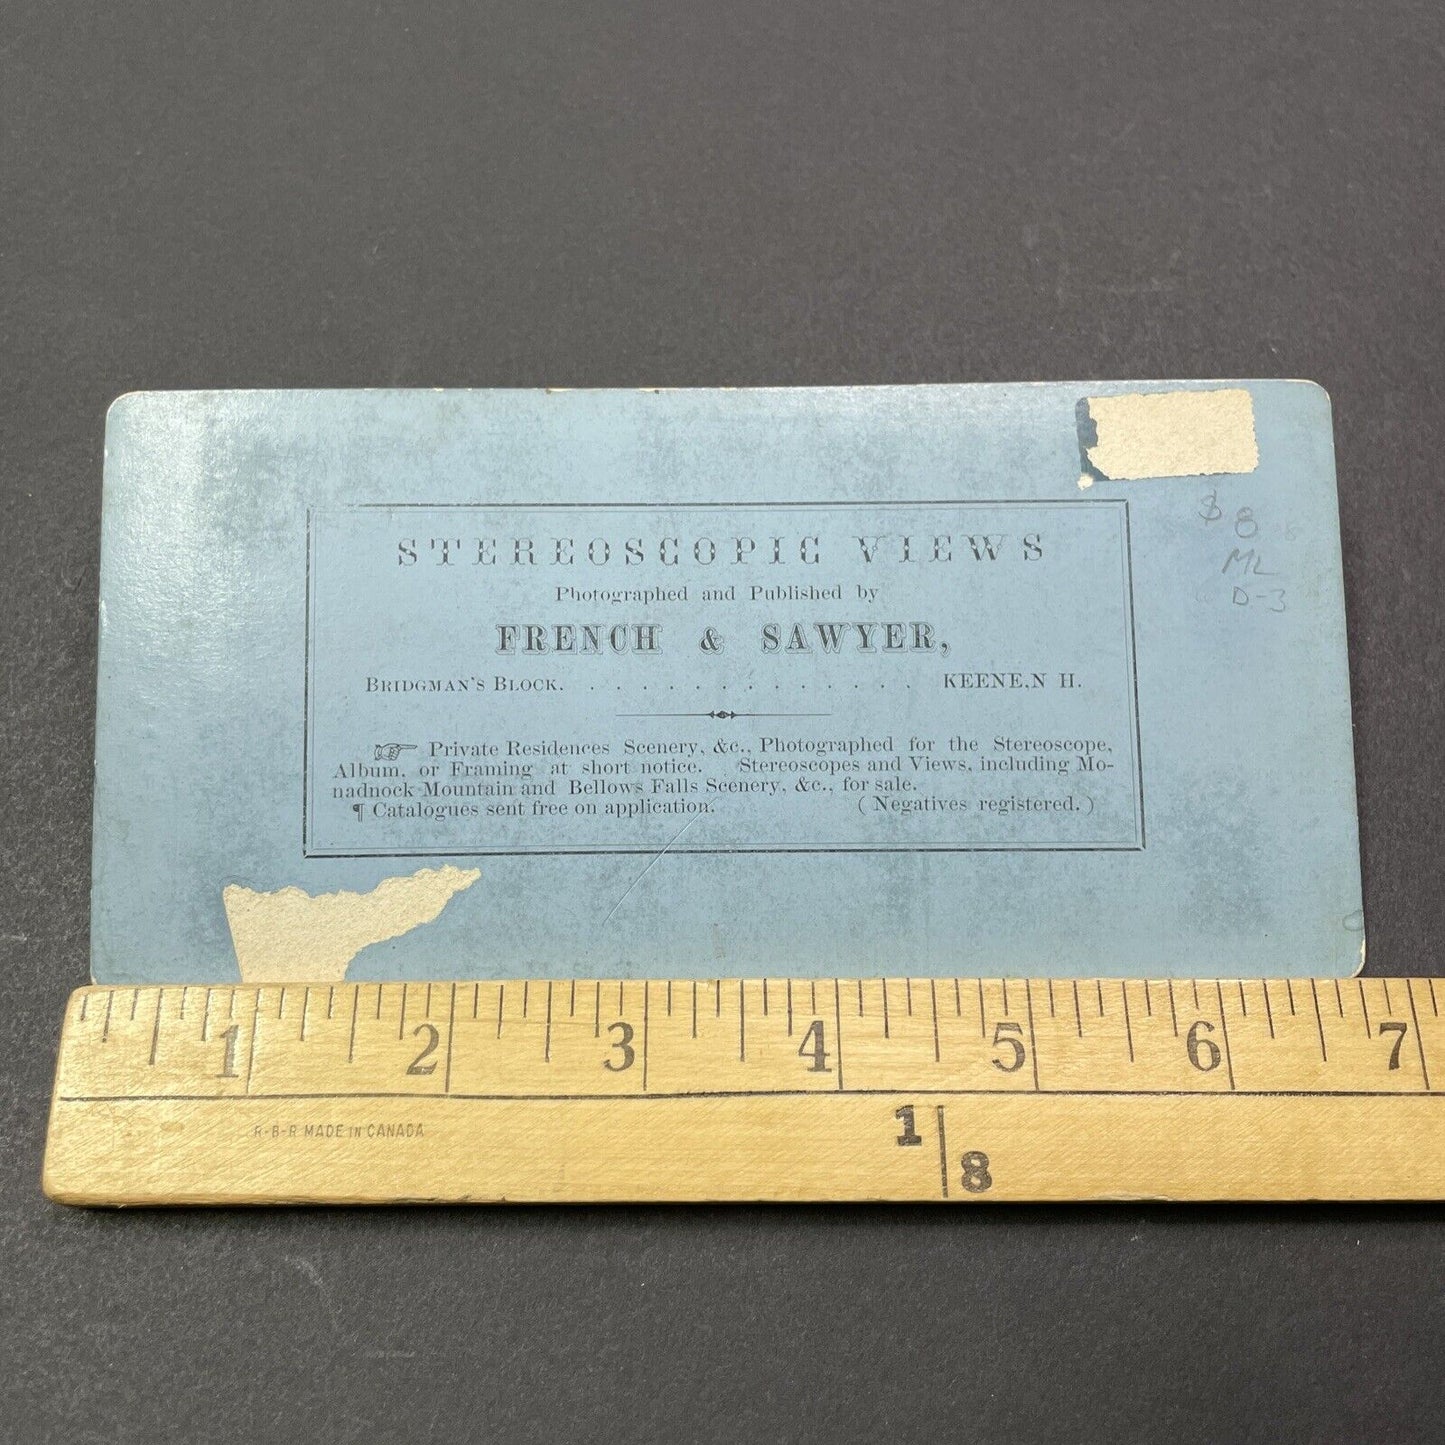 STEREOSCOPIC VIEWS
Photographed and Published by
FRENCH & SAWYER,
BRIDGMAN'S BLOCK. . . . . . . . . . . . . . KEENE,N H.
☞ Private Residences Scenery, &c., Photographed for the Stereoscope,
Album, or Framing at short notice. Stereoscopes and Views, including Mo-
nadnock Mountain and Bellows Falls Scenery, &c., for sale.
¶ Catalogues sent free on application. ( Negatives registered. )
$8
ML
D-3
1 2 3 4 5 6 7
R-B-R MADE IN CANADA
1
8